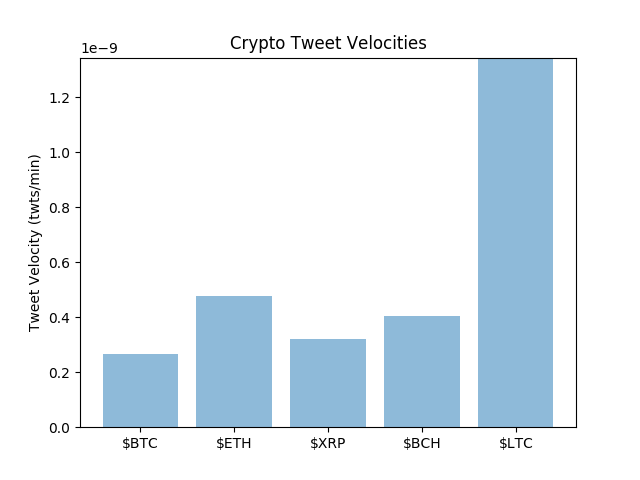 Crypto Tweet Velocities
1e−9
Tweet Velocity (twts/min)
1.2
1.0
0.8
0.6
0.4
0.2
0.0
$BTC $ETH $XRP $BCH $LTC